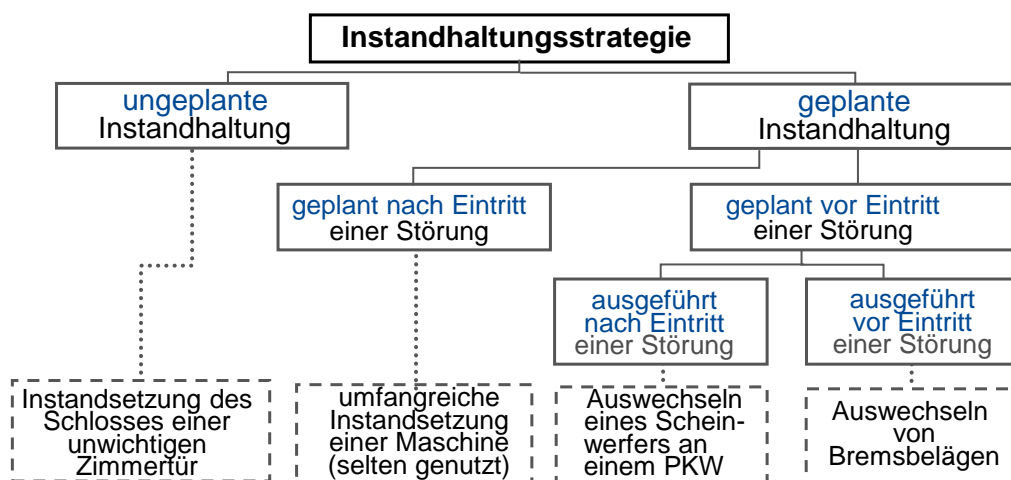 Instandhaltungsstrategie
ungeplante
Instandhaltung
geplante
Instandhaltung
geplant nach Eintritt
einer Störung
geplant vor Eintritt
einer Störung
ausgeführt
nach Eintritt
einer Störung
ausgeführt
vor Eintritt
einer Störung
Instandsetzung des
Schlosses einer
unwichtigen
Zimmertür
umfangreiche
Instandsetzung
einer Maschine
(selten genutzt)
Auswechseln
eines Schein-
werfers an
einem PKW
Auswechseln
von
Bremsbelägen